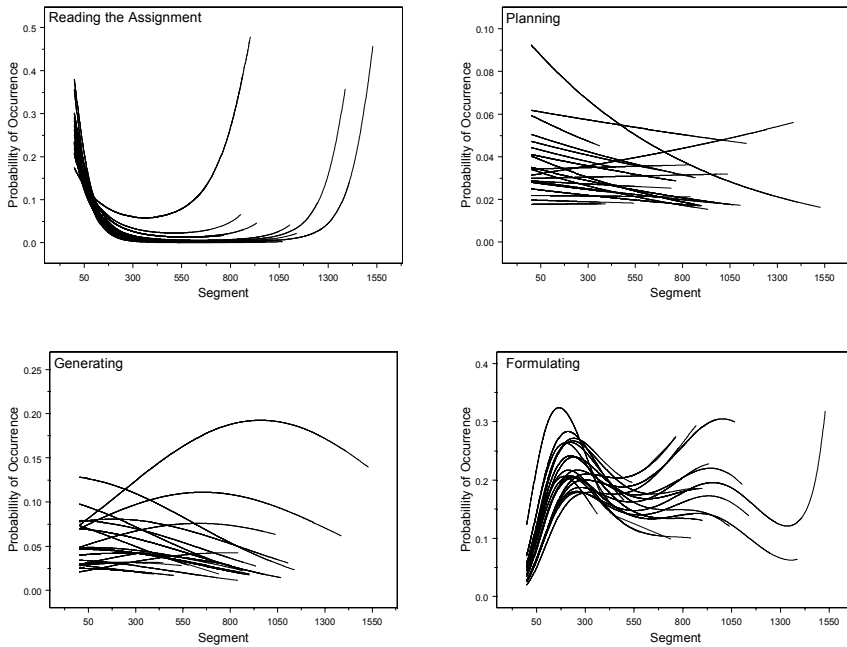 Reading the Assignment
Probability of Occurrence
0.5
0.4
0.3
0.2
0.1
0.0
50 300 550 800 1050 1300 1550
Segment
Planning
Probability of Occurrence
0.10
0.08
0.06
0.04
0.02
0.00
50 300 550 800 1050 1300 1550
Segment
Generating
Probability of Occurrence
0.25
0.20
0.15
0.10
0.05
0.00
50 300 550 800 1050 1300 1550
Segment
Formulating
Probability of Occurrence
0.4
0.3
0.2
0.1
0.0
50 300 550 800 1050 1300 1550
Segment